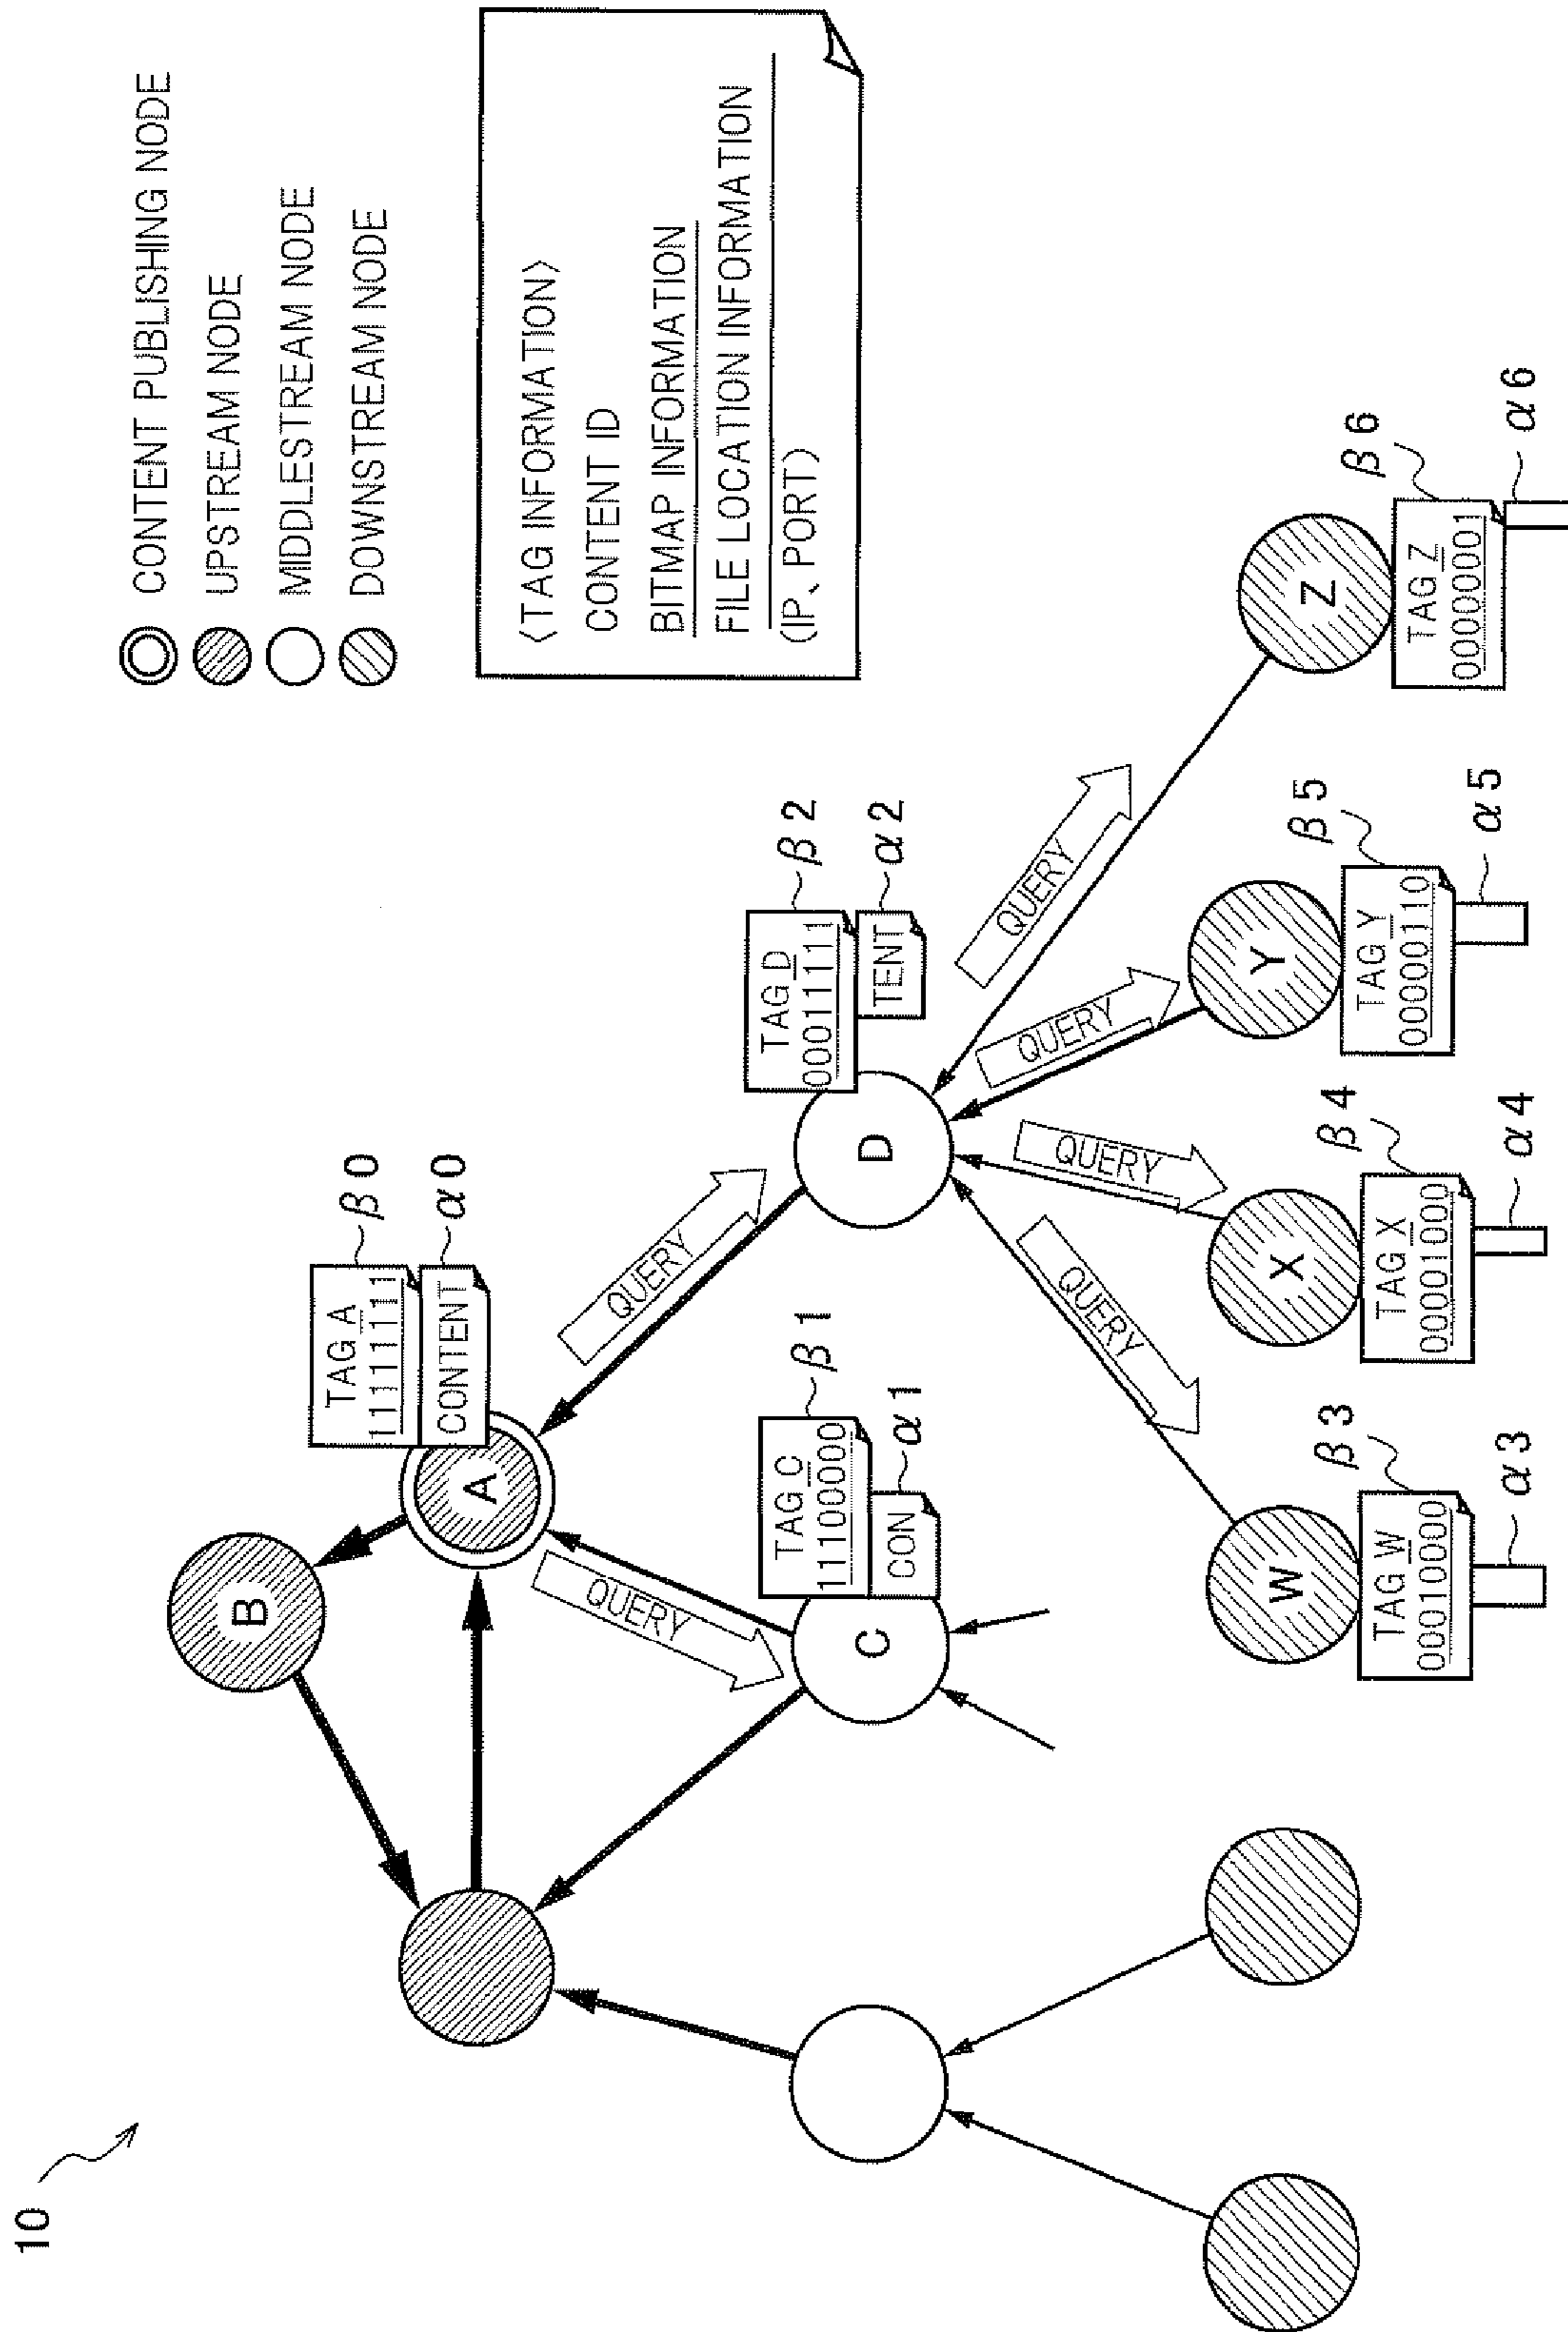 10
CONTENT PUBLISHING NODE
UPSTREAM NODE
MIDDLESTREAM NODE
DOWNSTREAM NODE
<TAG INFORMATION>
CONTENT ID
BITMAP INFORMATION
FILE LOCATION INFORMATION
(IP、PORT)
B
A
TAG A
11111111
β0
CONTENT
α0
QUERY
QUERY
C
TAG C
11100000
β1
CON
α1
D
TAG D
00011111
β2
TENT
α2
QUERY
QUERY
QUERY
QUERY
W
TAG W
00010000
β3
α3
X
TAG X
00001000
β4
α4
Y
TAG Y
00000110
β5
α5
Z
TAG Z
00000001
β6
α6